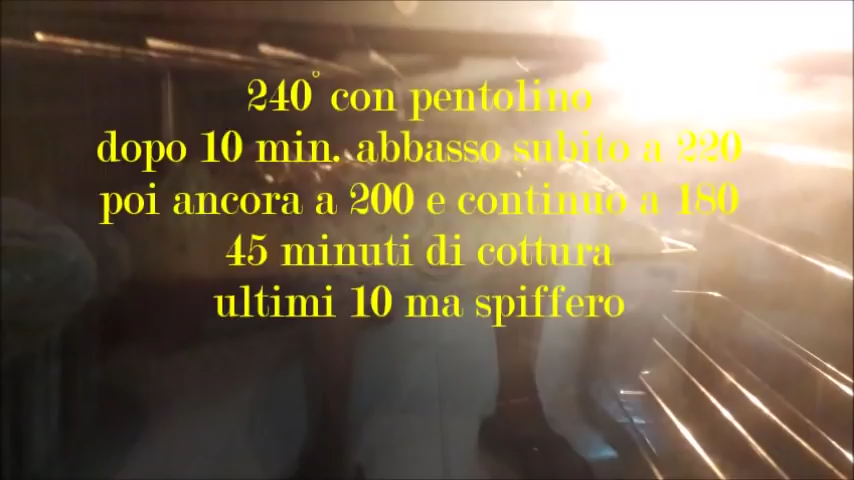 240° con pentolino
dopo 10 min. abbasso subito a 220
poi ancora a 200 e continuo a 180
45 minuti di cottura
ultimi 10 ma spiffero